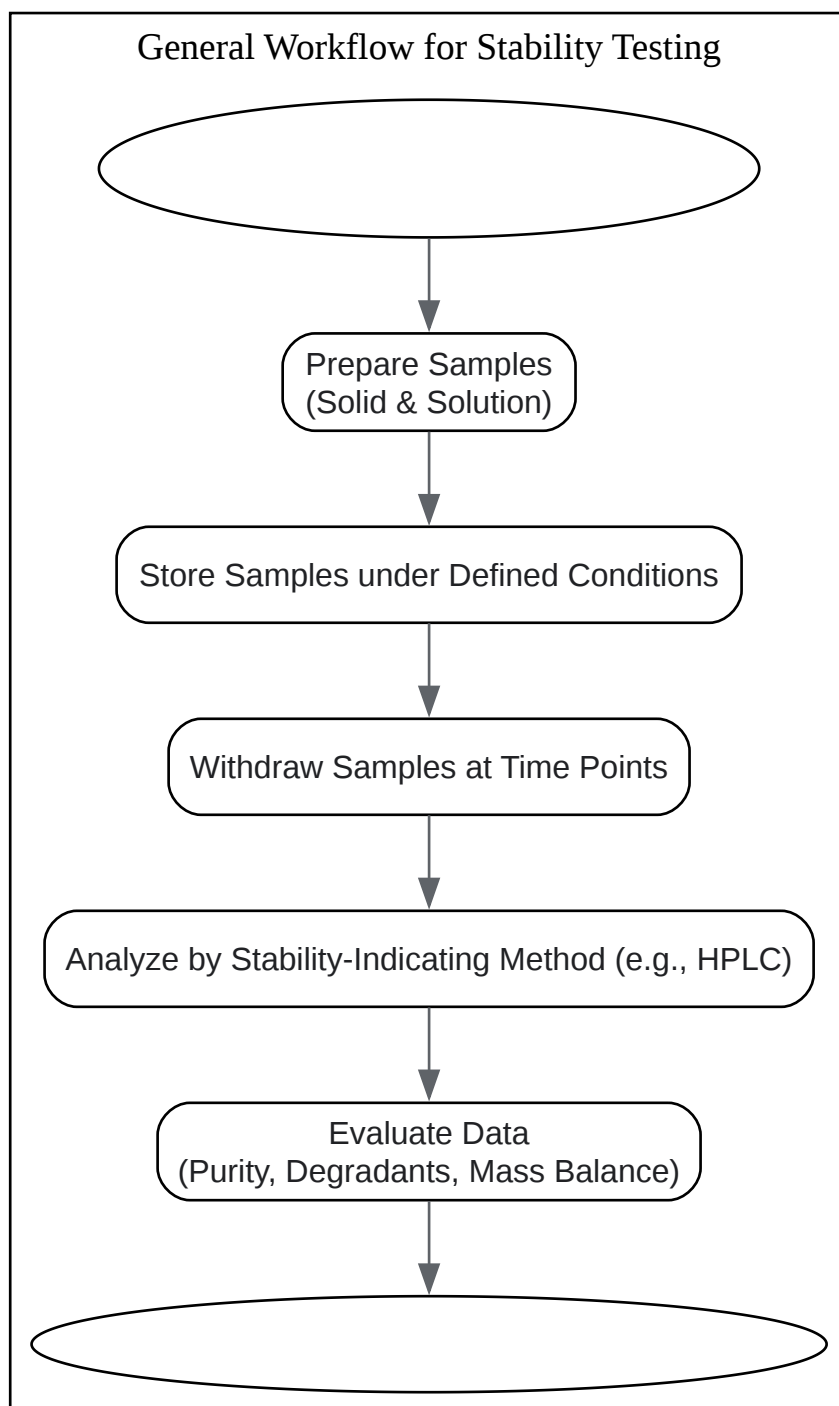 General Workflow for Stability Testing
Prepare Samples
(Solid & Solution)
Store Samples under Defined Conditions
Withdraw Samples at Time Points
Analyze by Stability-Indicating Method (e.g., HPLC)
Evaluate Data
(Purity, Degradants, Mass Balance)